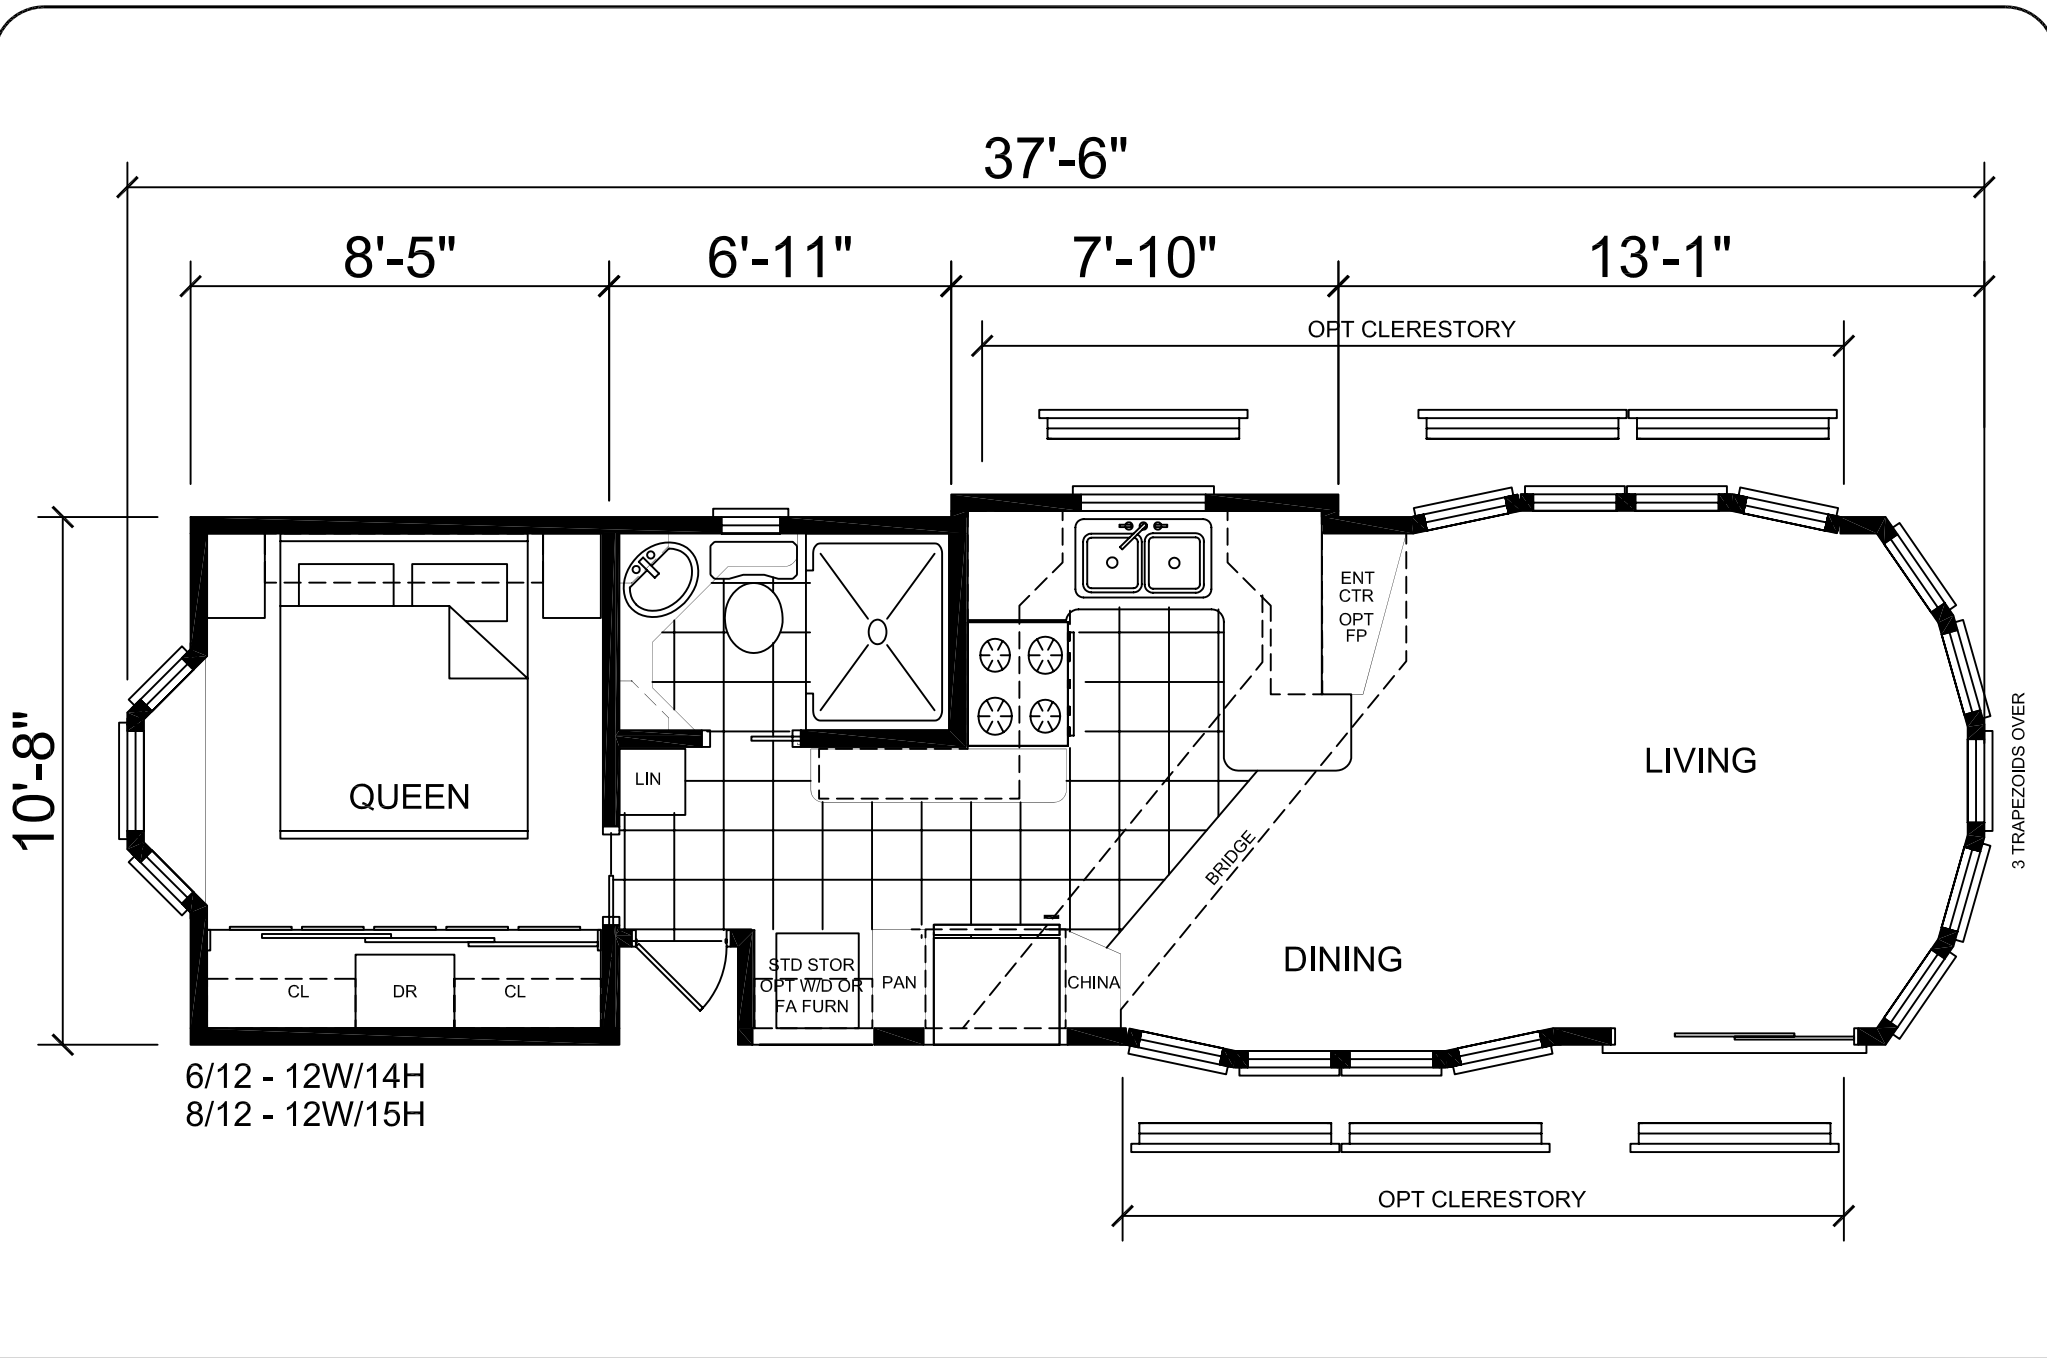 37'-6"
8'-5"
6'-11"
7'-10"
13'-1"
OPT CLERESTORY
10'-8"
ENT
CTR
OPT
FP
QUEEN
LIN
LIVING
3 TRAPEZOIDS OVER
BRIDGE
DINING
CL
DR
CL
STD STOR
OPT W/D OR
FA FURN
PAN
CHINA
6/12 - 12W/14H
8/12 - 12W/15H
OPT CLERESTORY